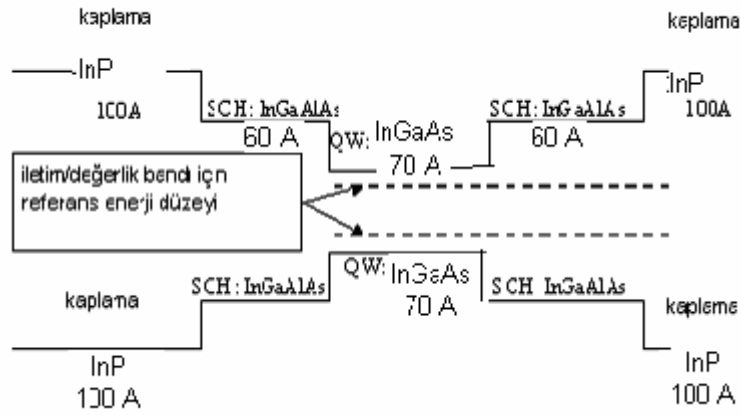 kaplama
kaplama
InP
InP
100A
SCH: InGaAlAs
SCH: InGaAlAs
100A
60 A
QW: InGaAs
60 A
70 A
iletim/değerlik bandı için
referans enerji düzeyi
SCH: InGaAlAs
QW: InGaAs
SCH InGaAlAs
kaplama
70 A
kaplama
InP
InP
100 A
100 A